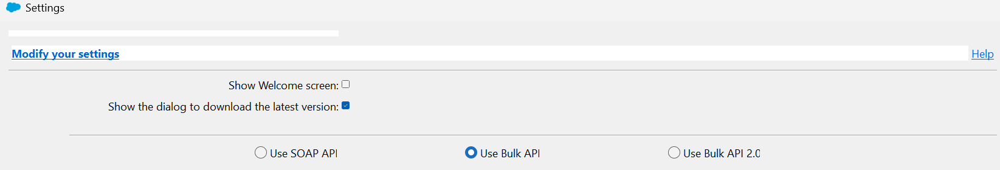 Settings
Modify your settings Help
Show Welcome screen:
Show the dialog to download the latest version:
Use SOAP API Use Bulk API Use Bulk API 2.0